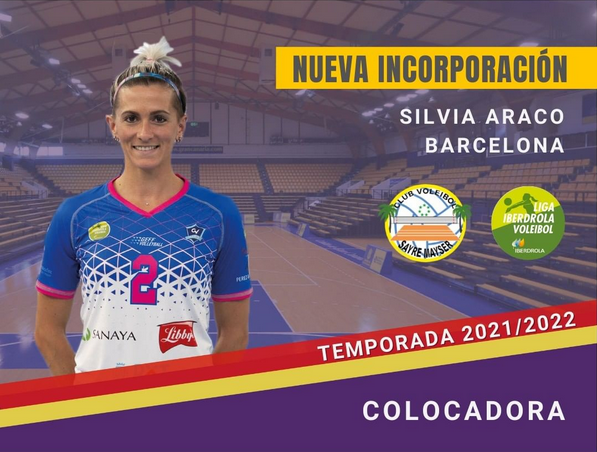 NUEVA INCORPORACIÓN
SILVIA ARACO
BARCELONA
CLUB VOLEIBOL
SAYRE MAYSER
LIGA
IBERDROLA
VOLEIBOL
IBERDROLA
VOLLEYBALL
2
SANAYA
Libby's
TEMPORADA 2021/2022
COLOCADORA